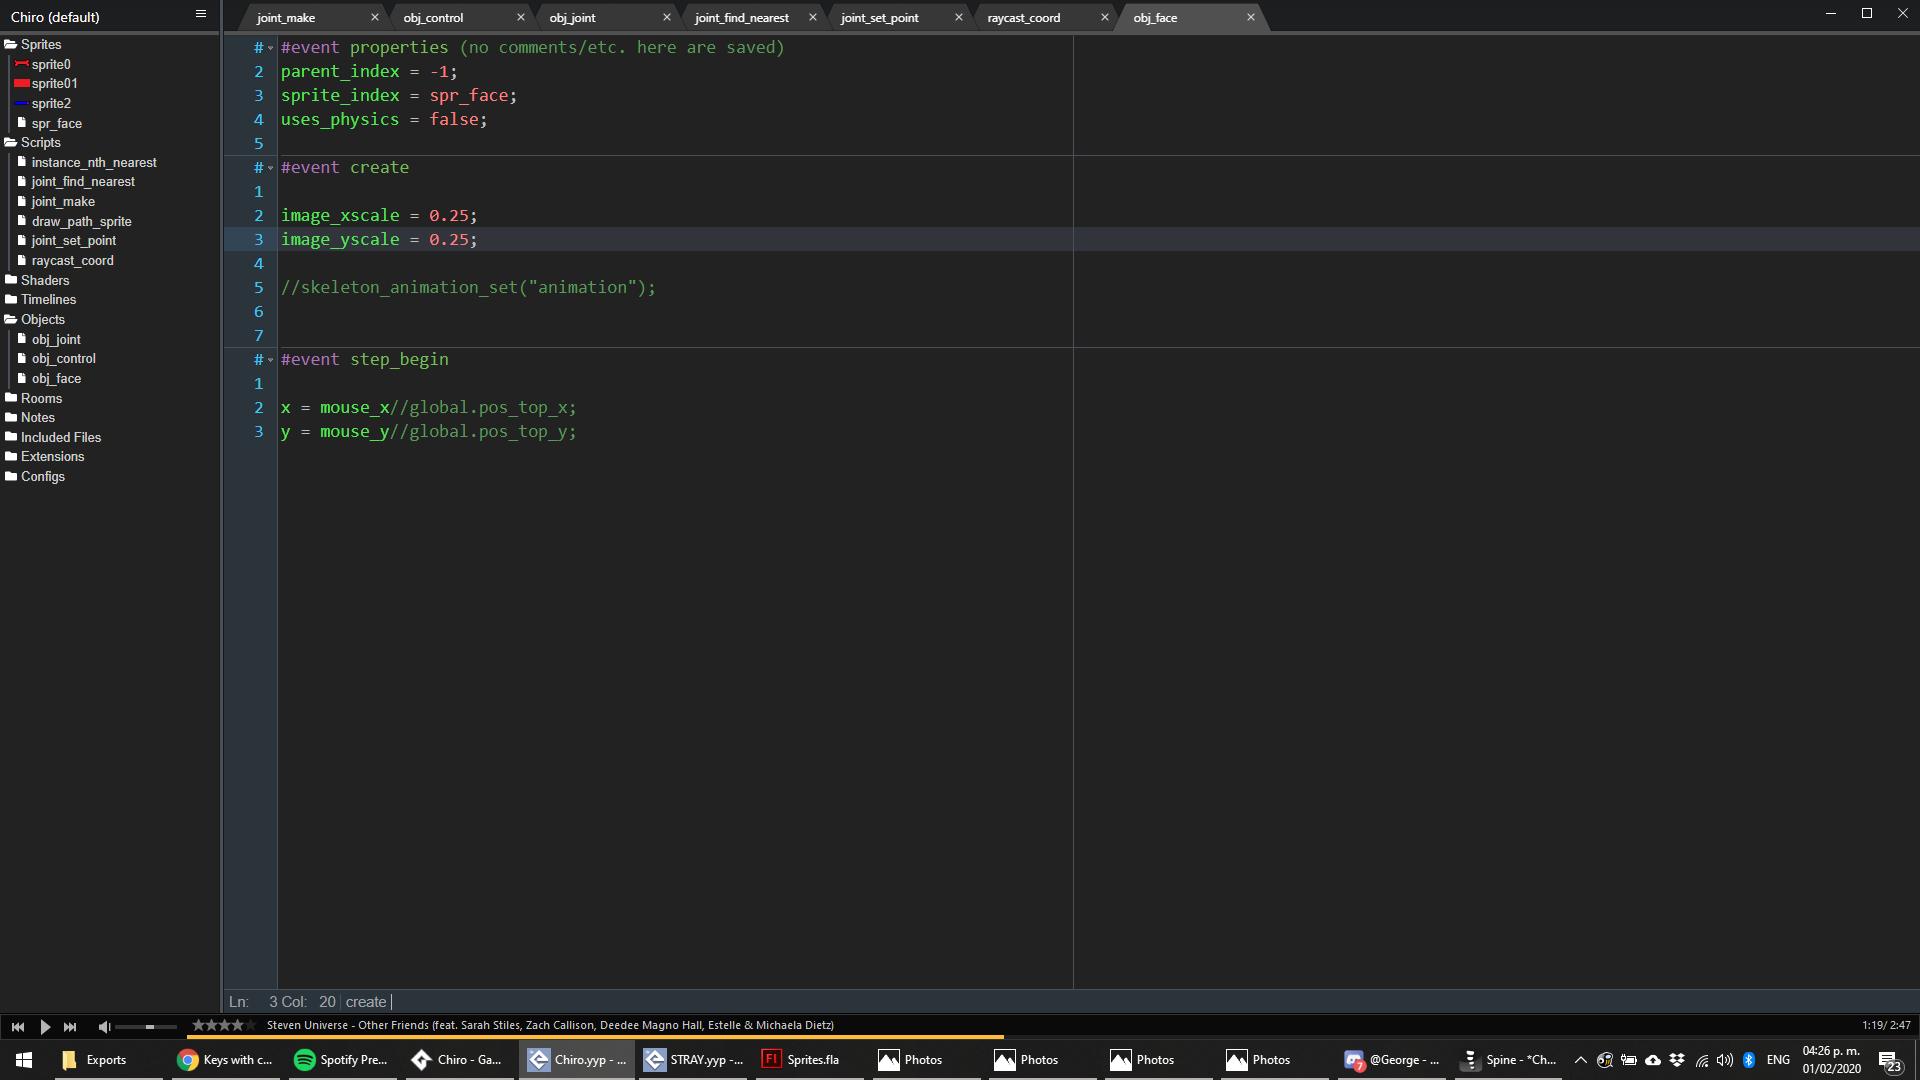 Chiro (default)
joint_make
obj_control
obj_joint
joint_find_nearest
joint_set_point
raycast_coord
obj_face
Sprites
sprite0
sprite01
sprite2
spr_face
Scripts
instance_nth_nearest
joint_find_nearest
joint_make
draw_path_sprite
joint_set_point
raycast_coord
Shaders
Timelines
Objects
obj_joint
obj_control
obj_face
Rooms
Notes
Included Files
Extensions
Configs
# #event properties (no comments/etc. here are saved)
2 parent_index = -1;
3 sprite_index = spr_face;
4 uses_physics = false;
5
# #event create
1
2 image_xscale = 0.25;
3 image_yscale = 0.25;
4
5 //skeleton_animation_set("animation");
6
7
# #event step_begin
1
2 x = mouse_x//global.pos_top_x;
3 y = mouse_y//global.pos_top_y;
Ln: 3 Col: 20 create
Steven Universe - Other Friends (feat. Sarah Stiles, Zach Callison, Deedee Magno Hall, Estelle & Michaela Dietz)
1:19/ 2:47
Exports
Keys with c...
Spotify Pre...
Chiro - Ga...
Chiro.yyp - ...
STRAY.yyp -...
Fl
Sprites.fla
Photos
Photos
Photos
Photos
7
@George - ...
Spine - *Ch...
ENG
04:26 p. m.
01/02/2020
23